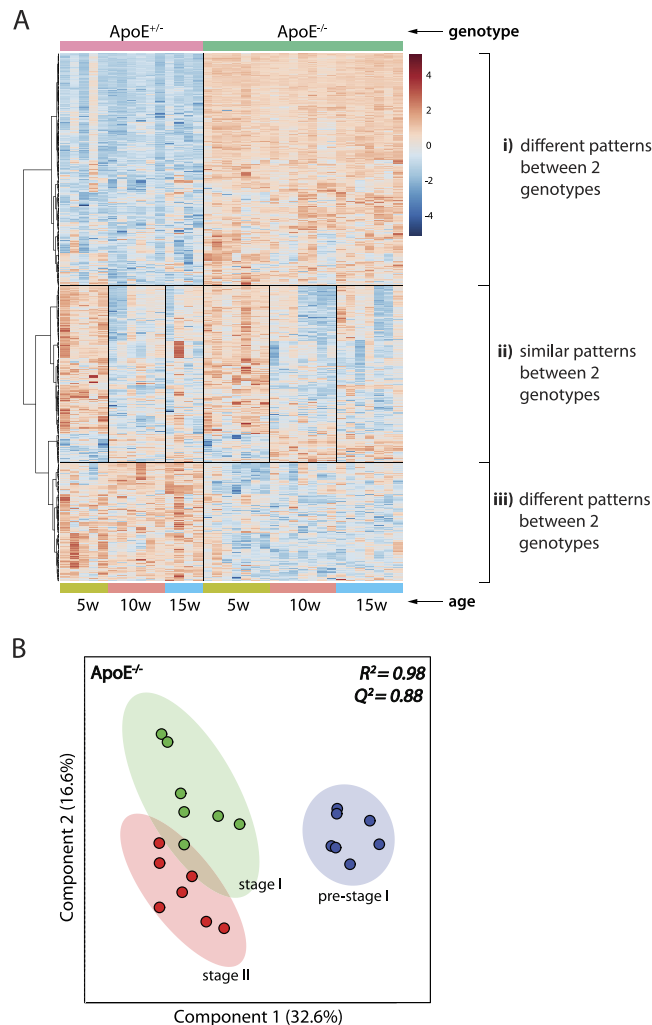 A
ApoE+/-
ApoE-/-
genotype
4
2
0
-2
-4
i) different patterns
between 2
genotypes
ii) similar patterns
between 2
genotypes
iii) different patterns
between 2
genotypes
5w
10w
15w
5w
10w
15w
age
B
ApoE-/-
R²= 0.98
Q²= 0.88
Component 2 (16.6%)
stage I
pre-stage I
stage II
Component 1 (32.6%)